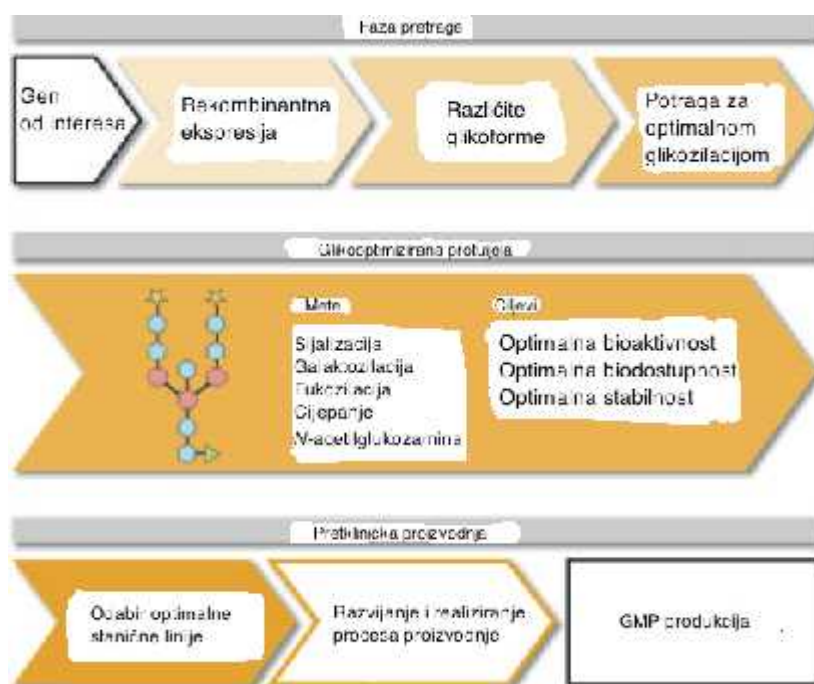 Faza pretrage
Gen
od interesa
Rekombinantna
ekspresija
Različite
glikoforme
Potraga za
optimalnom
glikozilacijom
Glikooptimizirana protutijela
Mete
Sijalizacija
Galaktozilacija
Fukozilacija
Cijepanje
N-acetilglukozamina
Ciljevi
Optimalna bioaktivnost
Optimalna biodostupnost
Optimalna stabilnost
Pretklinička proizvodnja
Odabir optimalne
stanične linije
Razvijanje i realiziranje
procesa proizvodnje
GMP produkcija